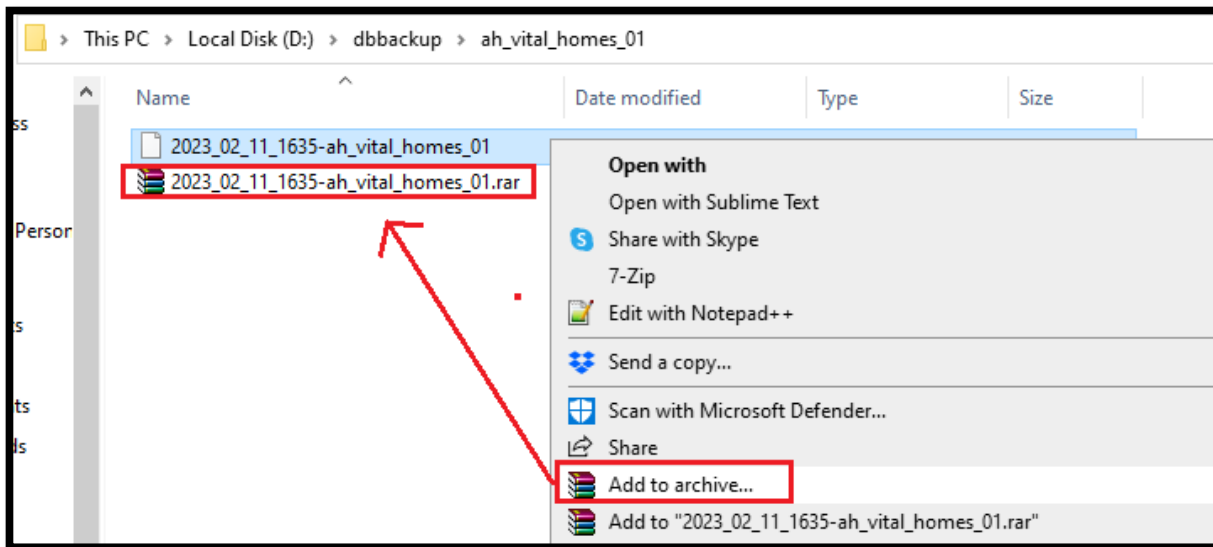 This PC > Local Disk (D:) > dbbackup > ah_vital_homes_01
Name Date modified Type Size
ss
2023_02_11_1635-ah_vital_homes_01
2023_02_11_1635-ah_vital_homes_01.rar
Person
ts
ds
Open with
Open with Sublime Text
Share with Skype
7-Zip
Edit with Notepad++
Send a copy...
Scan with Microsoft Defender...
Share
Add to archive...
Add to "2023_02_11_1635-ah_vital_homes_01.rar"